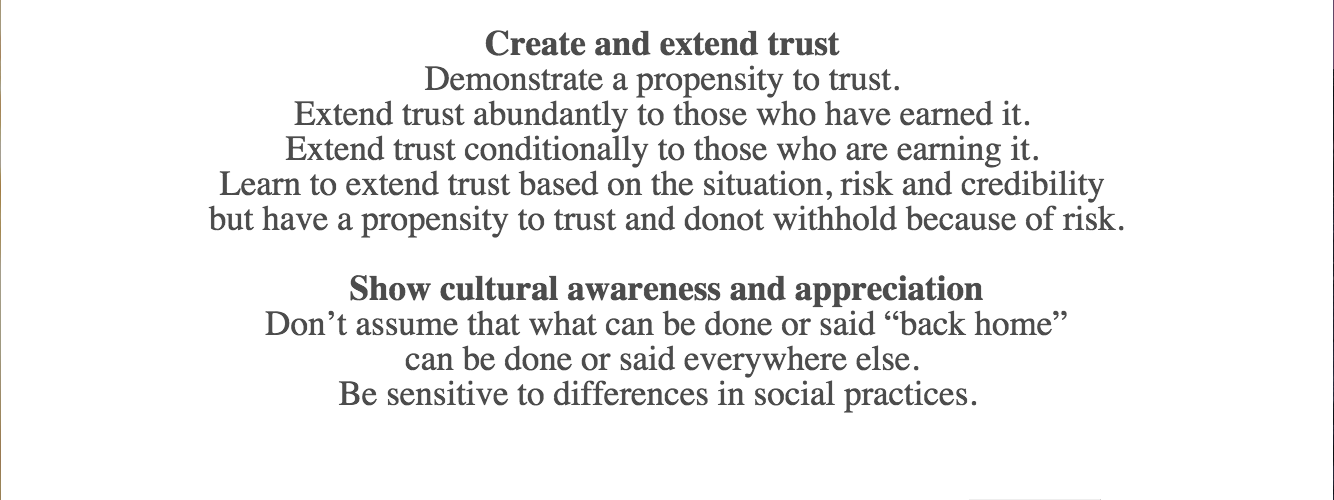 Create and extend trust
Demonstrate a propensity to trust.
Extend trust abundantly to those who have earned it.
Extend trust conditionally to those who are earning it.
Learn to extend trust based on the situation, risk and credibility
but have a propensity to trust and donot withhold because of risk.
Show cultural awareness and appreciation
Don’t assume that what can be done or said “back home”
can be done or said everywhere else.
Be sensitive to differences in social practices.